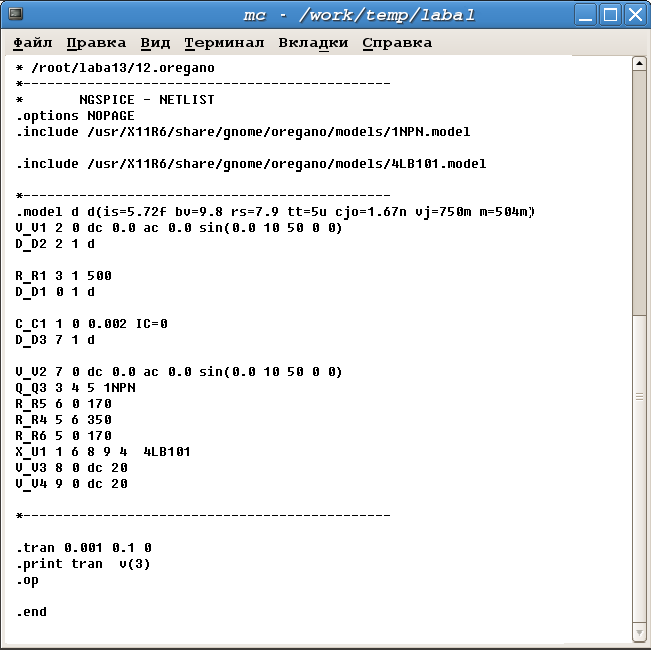 mc - /work/temp/laba1
Файл Правка Вид Терминал Вкладки Справка
* /root/laba13/12.oregano
*----------------------------------------------
* NGSPICE - NETLIST
.options NOPAGE
.include /usr/X11R6/share/gnome/oregano/models/1NPN.model
.include /usr/X11R6/share/gnome/oregano/models/4LB101.model
*----------------------------------------------
.model d d(is=5.72f bv=9.8 rs=7.9 tt=5u cjo=1.67n vj=750m m=504m)
V_V1 2 0 dc 0.0 ac 0.0 sin(0.0 10 50 0 0)
D_D2 2 1 d
R_R1 3 1 500
D_D1 0 1 d
C_C1 1 0 0.002 IC=0
D_D3 7 1 d
V_V2 7 0 dc 0.0 ac 0.0 sin(0.0 10 50 0 0)
Q_Q3 3 4 5 1NPN
R_R5 6 0 170
R_R4 5 6 350
R_R6 5 0 170
X_U1 1 6 8 9 4  4LB101
V_V3 8 0 dc 20
V_V4 9 0 dc 20
*----------------------------------------------
.tran 0.001 0.1 0
.print tran  v(3)
.op
.end